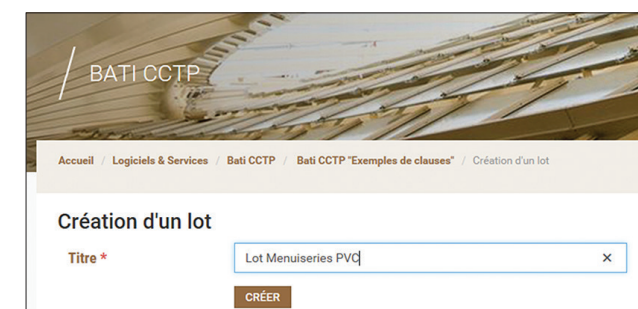 BATI CCTP
Accueil / Logiciels & Services / Bati CCTP / Bati CCTP "Exemples de clauses" / Création d'un lot
Création d'un lot
Titre * Lot Menuiseries PVC ×
CRÉER